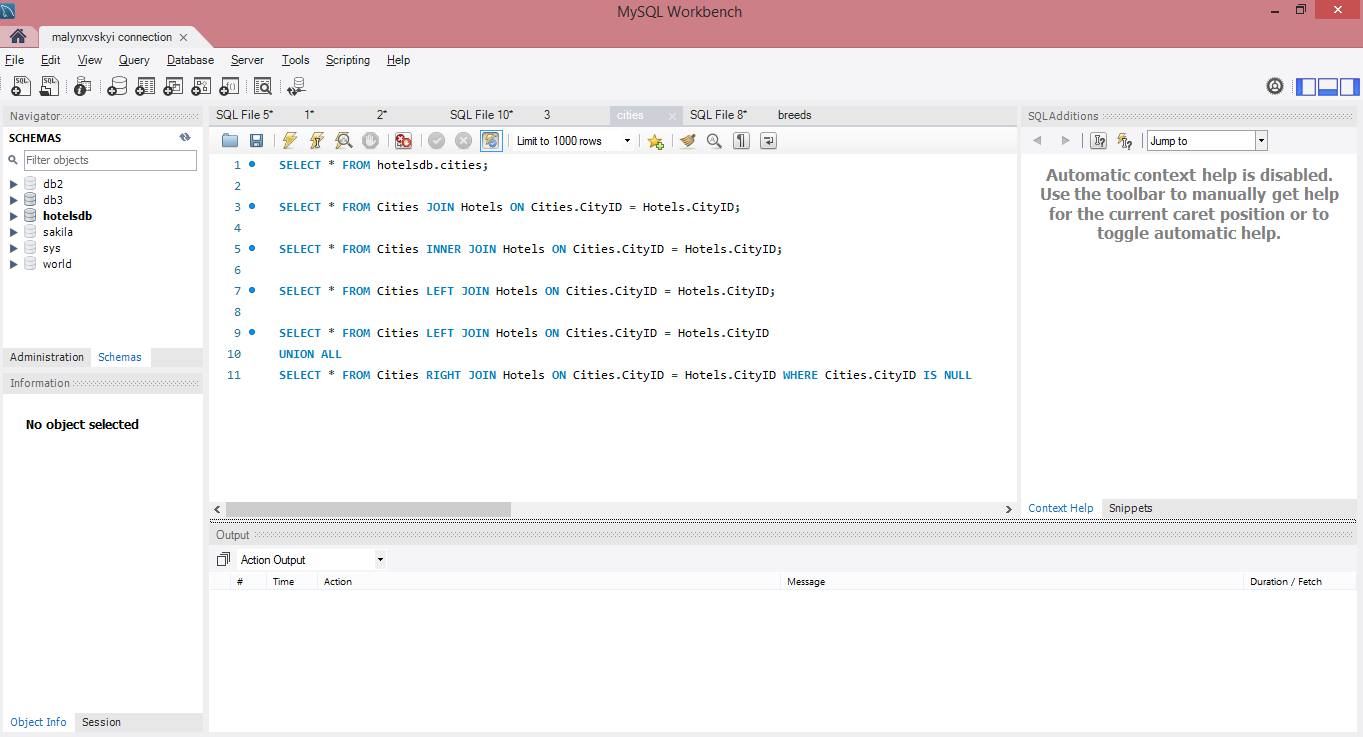 MySQL Workbench
malynxvskyi connection
File Edit View Query Database Server Tools Scripting Help
Navigator
SCHEMAS
Filter objects
db2
db3
hotelsdb
sakila
sys
world
Administration Schemas
Information
No object selected
Object Info Session
SQL File 5* 1* 2* SQL File 10* 3 cities SQL File 8* breeds
Limit to 1000 rows
1 SELECT * FROM hotelsdb.cities;
2
3 SELECT * FROM Cities JOIN Hotels ON Cities.CityID = Hotels.CityID;
4
5 SELECT * FROM Cities INNER JOIN Hotels ON Cities.CityID = Hotels.CityID;
6
7 SELECT * FROM Cities LEFT JOIN Hotels ON Cities.CityID = Hotels.CityID;
8
9 SELECT * FROM Cities LEFT JOIN Hotels ON Cities.CityID = Hotels.CityID
10 UNION ALL
11 SELECT * FROM Cities RIGHT JOIN Hotels ON Cities.CityID = Hotels.CityID WHERE Cities.CityID IS NULL
SQLAdditions
Jump to
Automatic context help is disabled.
Use the toolbar to manually get help
for the current caret position or to
toggle automatic help.
Context Help Snippets
Output
Action Output
# Time Action Message Duration / Fetch